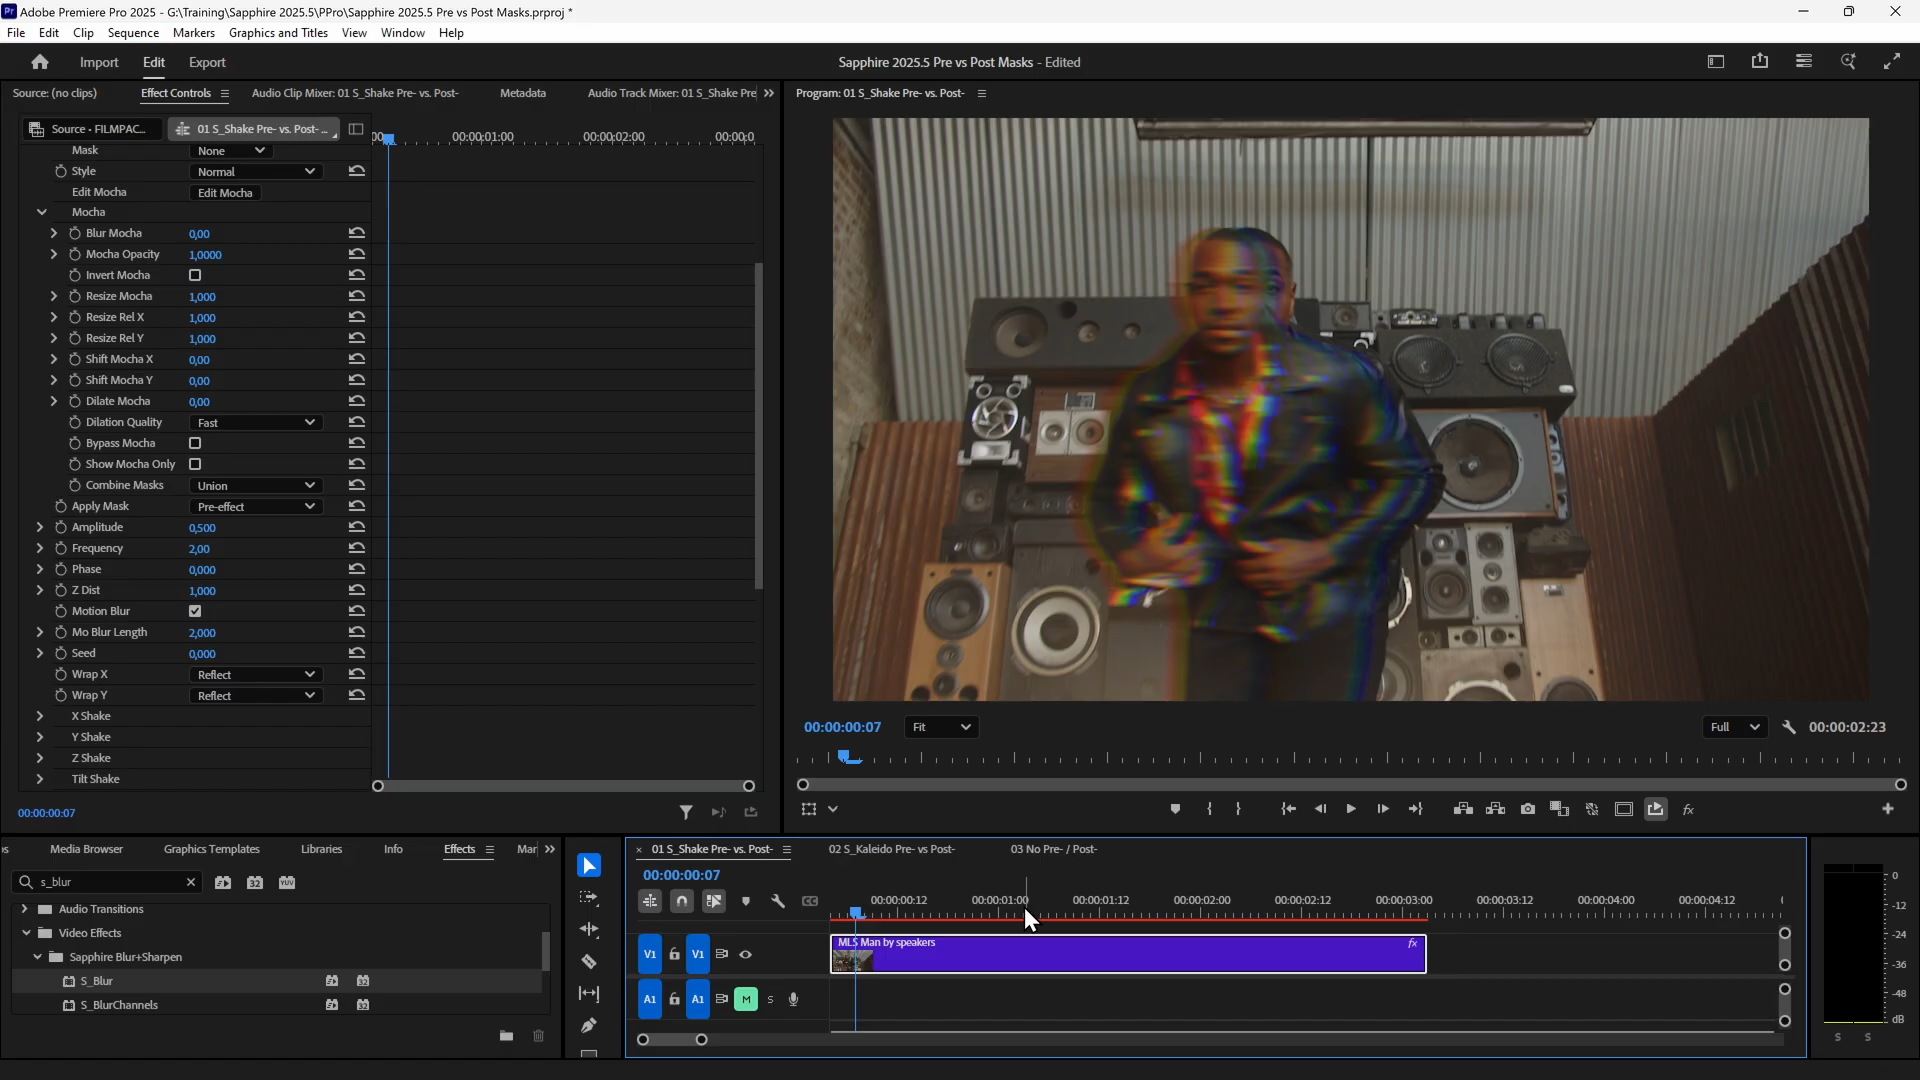 Pr Adobe Premiere Pro 2025 - G:\Training\Sapphire 2025.5\PPro\Sapphire 2025.5 Pre vs Post Masks.prproj *
File Edit Clip Sequence Markers Graphics and Titles View Window Help
Import Edit Export
Sapphire 2025.5 Pre vs Post Masks - Edited
Source: (no clips) Effect Controls Audio Clip Mixer: 01 S_Shake Pre- vs. Post- Metadata Audio Track Mixer: 01 S_Shake Pre
Program: 01 S_Shake Pre- vs. Post-
Source • FILMPAC... 01 S_Shake Pre- vs. Post- ...
00:00:01:00 00:00:02:00 00:00:0
Mask None
Style Normal
Edit Mocha Edit Mocha
Mocha
Blur Mocha 0,00
Mocha Opacity 1,0000
Invert Mocha
Resize Mocha 1,000
Resize Rel X 1,000
Resize Rel Y 1,000
Shift Mocha X 0,00
Shift Mocha Y 0,00
Dilate Mocha 0,00
Dilation Quality Fast
Bypass Mocha
Show Mocha Only
Combine Masks Union
Apply Mask Pre-effect
Amplitude 0,500
Frequency 2,00
Phase 0,000
Z Dist 1,000
Motion Blur
Mo Blur Length 2,000
Seed 0,000
Wrap X Reflect
Wrap Y Reflect
X Shake
Y Shake
Z Shake
Tilt Shake
00:00:00:07
00:00:00:07 Fit Full 00:00:02:23
fx
Media Browser Graphics Templates Libraries Info Effects Mar
s_blur 32 YUV
Audio Transitions
Video Effects
Sapphire Blur+Sharpen
S_Blur 32
S_BlurChannels 32
× 01 S_Shake Pre- vs. Post- 02 S_Kaleido Pre- vs Post- 03 No Pre- / Post-
00:00:00:07
CC
00:00:00:12 00:00:01:00 00:00:01:12 00:00:02:00 00:00:02:12 00:00:03:00 00:00:03:12 00:00:04:00 00:00:04:12
V1 V1 MLS Man by speakers fx
A1 A1 M S
0
-12
-24
-36
-48
dB
S S